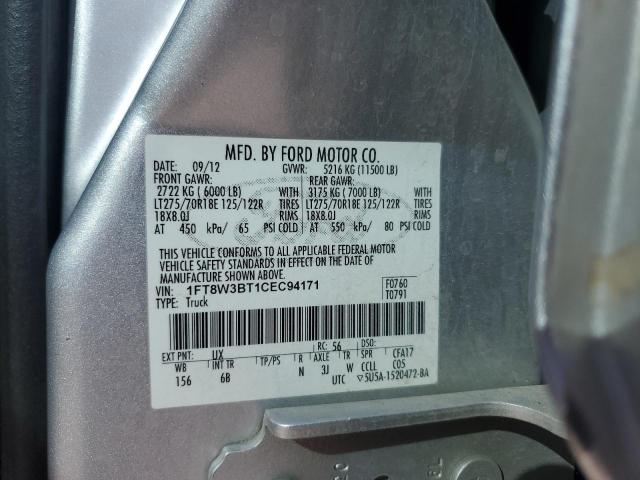 MFD. BY FORD MOTOR CO.
DATE: 09/12 GVWR: 5216 KG (11500 LB)
FRONT GAWR: REAR GAWR:
2722 KG ( 6000 LB) WITH 3175 KG ( 7000 LB) WITH
LT275/70R18E 125/122R TIRES LT275/70R18E 125/122R TIRES
18X8.0J RIMS 18X8.0J RIMS
AT 450 kPa/ 65 PSI COLD AT 550 kPa/ 80 PSI COLD
THIS VEHICLE CONFORMS TO ALL APPLICABLE FEDERAL MOTOR
VEHICLE SAFETY STANDARDS IN EFFECT ON THE DATE OF
MANUFACTURE SHOWN ABOVE.
VIN: 1FT8W3BT1CEC94171 F0760
TYPE: Truck T0791
EXT PNT: UX RC: 56 DSO:
WB INT TR TP/PS R AXLE TR SPR CFA17
156 6B N 3J W CCLL C05
UTC 5U5A-1520472-BA